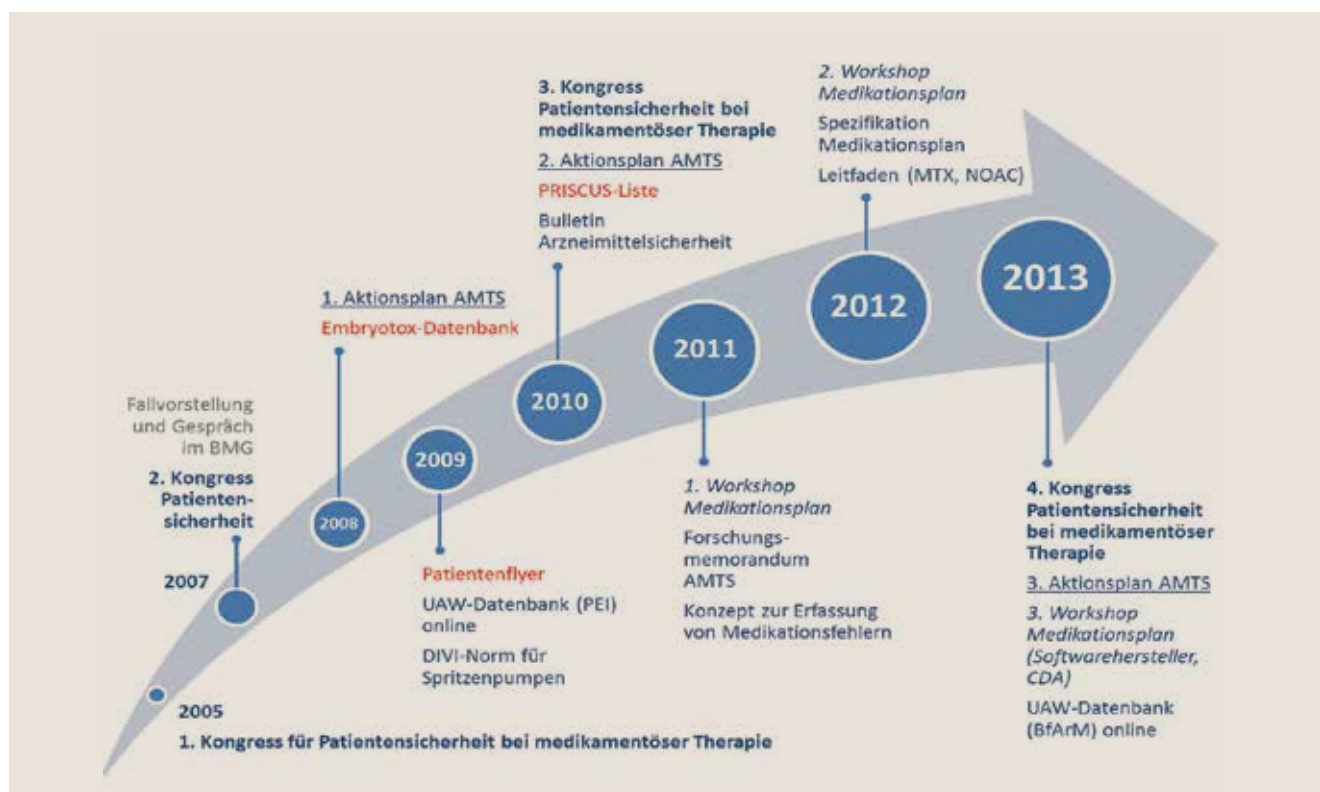 2005
1. Kongress für Patientensicherheit bei medikamentöser Therapie
Fallvorstellung
und Gespräch
im BMG
2. Kongress
Patienten-
sicherheit
2007
1. Aktionsplan AMTS
Embryotox-Datenbank
2008
2009
Patientenflyer
UAW-Datenbank (PEI)
online
DIVI-Norm für
Spritzenpumpen
3. Kongress
Patientensicherheit bei
medikamentöser Therapie
2. Aktionsplan AMTS
PRISCUS-Liste
Bulletin
Arzneimittelsicherheit
2010
2011
1. Workshop
Medikationsplan
Forschungs-
memorandum
AMTS
Konzept zur Erfassung
von Medikationsfehlern
2. Workshop
Medikationsplan
Spezifikation
Medikationsplan
Leitfaden (MTX, NOAC)
2012
2013
4. Kongress
Patientensicherheit
bei medikamentöser
Therapie
3. Aktionsplan AMTS
3. Workshop
Medikationsplan
(Softwarehersteller,
CDA)
UAW-Datenbank
(BfArM) online